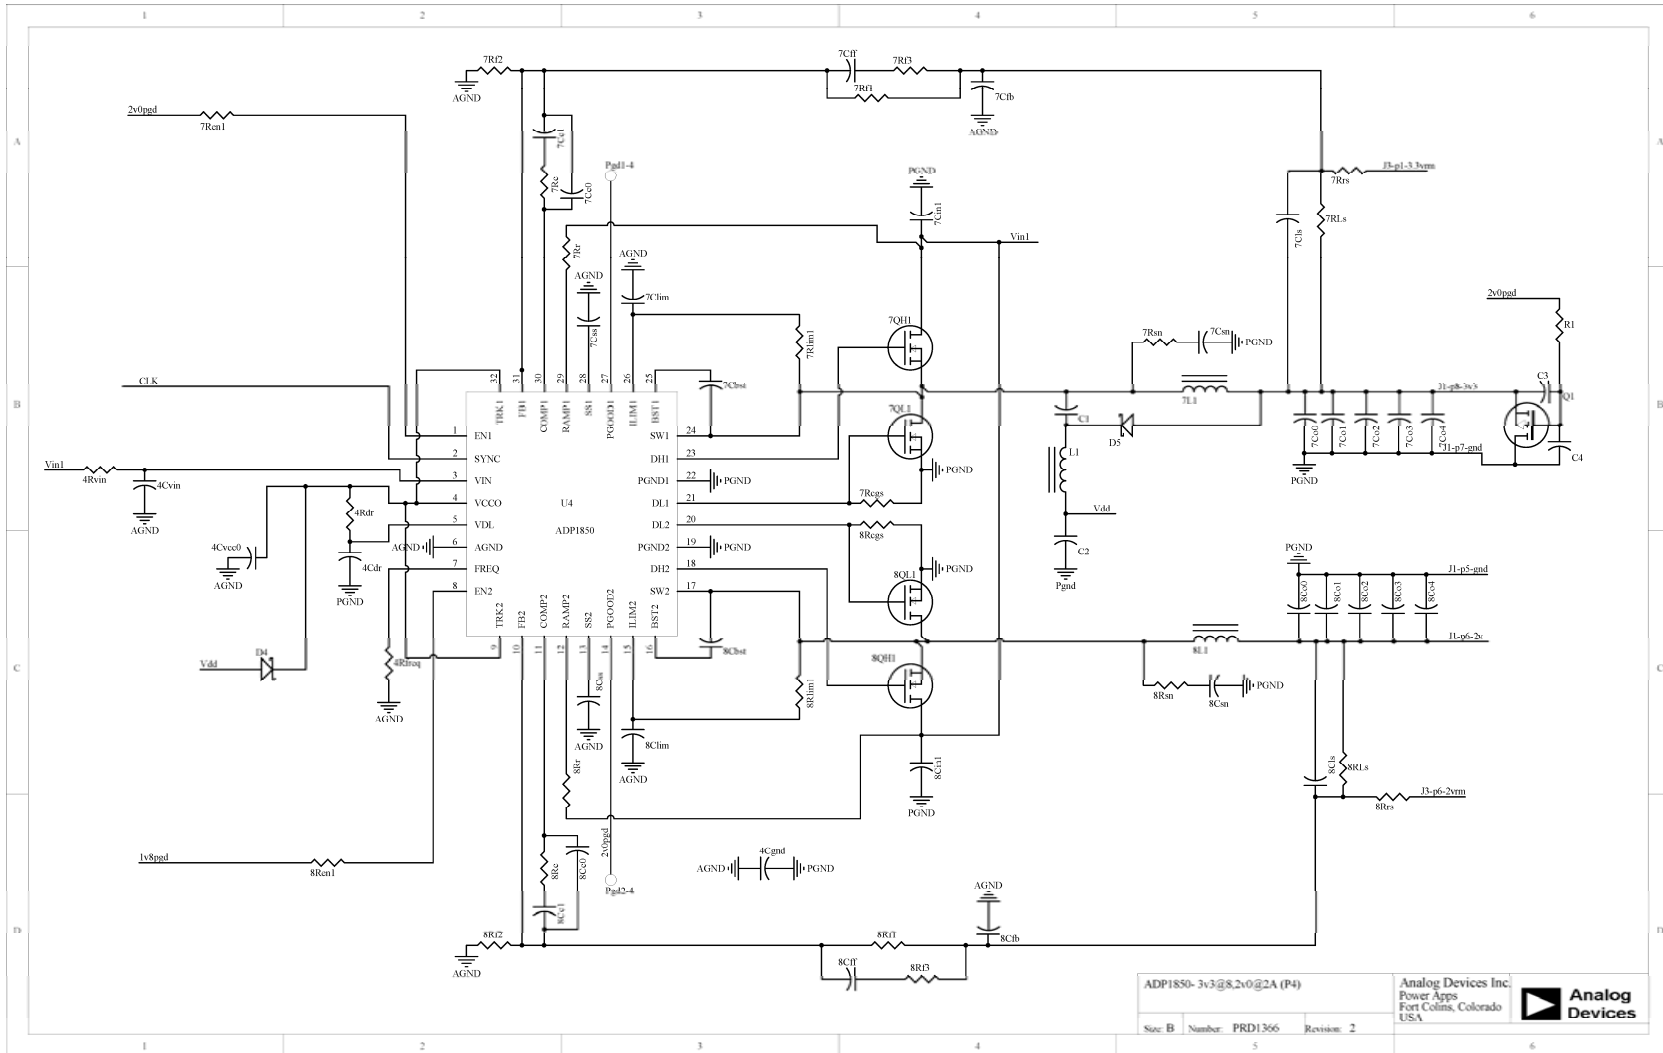 1 2 3 4 5 6
A
A
B
B
C
C
D
D
7Rf2
AGND
7Cff
7Rf3
7Rf1
7Cfb
AGND
2v0pgd
7Ren1
7Cc1
7Rc
7Cc0
Pgd1-4
PGND
7Cin1
J3-p1-3.3vrm
7Rrs
7RLs
7Cls
Vin1
7Rr
AGND
AGND
7Clim
7Css
7Rlim1
7QH1
2v0pgd
R1
7Rsn
7Csn
PGND
CLK
7Cbst
32 31 30 29 28 27 26 25
TRK1
FB1
COMP1
RAMP1
SS1
PGOOD1
ILIM1
BST1
7L1
J1-p8-3v3
C3
Q1
7QL1
C1
D5
7Co0
7Co1
7Co2
7Co3
7Co4
1 EN1
2 SYNC
3 VIN
4 VCCO
5 VDL
6 AGND
7 FREQ
8 EN2
SW1 24
DH1 23
PGND1 22
DL1 21
DL2 20
PGND2 19
DH2 18
SW2 17
U4
ADP1850
J1-p7-gnd
C4
L1
Vin1
4Rvin
4Cvin
AGND
PGND
PGND
PGND
7Rcgs
Vdd
4Rdr
8Rcgs
AGND
4Cvcc0
AGND
4Cdr
PGND
PGND
PGND
C2
Pgnd
PGND
J1-p5-gnd
8QL1
8Co0
8Co1
8Co2
8Co3
8Co4
TRK2
FB2
COMP2
RAMP2
SS2
PGOOD2
ILIM2
BST2
9 10 11 12 13 14 15 16
8Cbst
8L1
J1-p6-2v
D4
Vdd
4Rfreq
AGND
8Css
AGND
8QH1
8Rlim1
8Rsn
8Csn
PGND
8Clim
AGND
8Rr
8Cin1
PGND
8Cls
8RLs
J3-p6-2vrm
8Rrs
1v8pgd
8Ren1
8Rc
8Cc0
2v0pgd
Pgd2-4
AGND
4Cgnd
PGND
8Cc1
AGND
8Cfb
8Rf2
AGND
8Rf1
8Cff
8Rf3
ADP1850- 3v3@8,2v0@2A (P4)
Size: B Number: PRD1366 Revision: 2
Analog Devices Inc.
Power Apps
Fort Colins, Colorado
USA
Analog
Devices